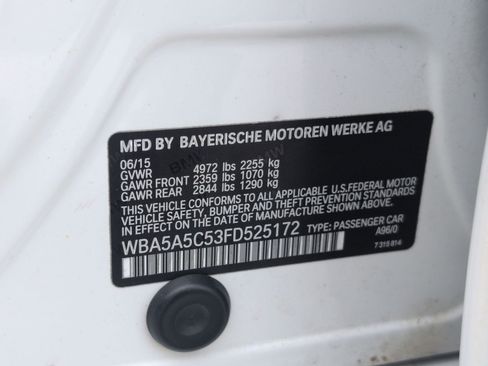 MFD BY BAYERISCHE MOTOREN WERKE AG
06/15
GVWR 4972 lbs 2255 kg
GAWR FRONT 2359 lbs 1070 kg
GAWR REAR 2844 lbs 1290 kg
THIS VEHICLE CONFORMS TO ALL APPLICABLE U.S.FEDERAL MOTOR
VEHICLE SAFETY, BUMPER, AND THEFT PREVENTION STANDARDS
IN EFFECT ON THE DATE OF MANUFACTURE SHOWN ABOVE.
WBA5A5C53FD525172 TYPE: PASSENGER CAR
A96/0
7 315 81-6